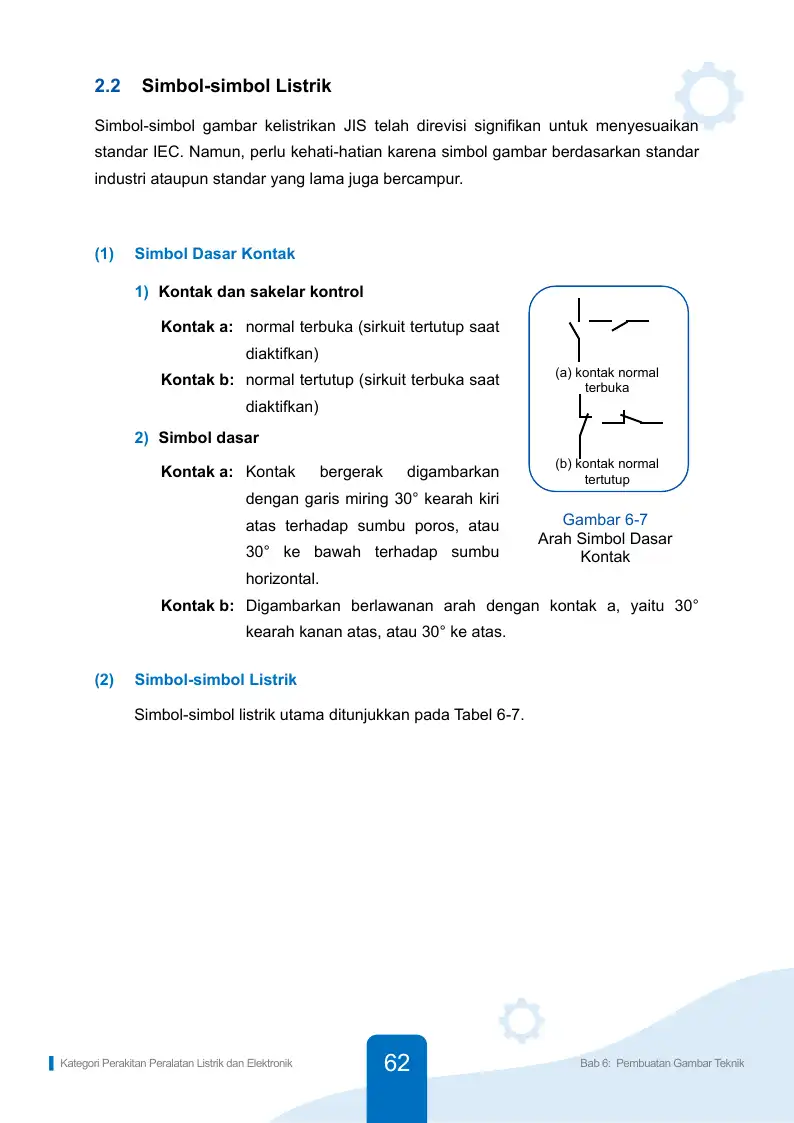 2.2 Simbol-simbol Listrik
Simbol-simbol gambar kelistrikan JIS telah direvisi signifikan untuk menyesuaikan
standar IEC. Namun, perlu kehati-hatian karena simbol gambar berdasarkan standar
industri ataupun standar yang lama juga bercampur.
(1) Simbol Dasar Kontak
1) Kontak dan sakelar kontrol
Kontak a: normal terbuka (sirkuit tertutup saat
diaktifkan)
Kontak b: normal tertutup (sirkuit terbuka saat
diaktifkan)
2) Simbol dasar
Kontak a: Kontak bergerak digambarkan
dengan garis miring 30° kearah kiri
atas terhadap sumbu poros, atau
30° ke bawah terhadap sumbu
horizontal.
Kontak b: Digambarkan berlawanan arah dengan kontak a, yaitu 30°
kearah kanan atas, atau 30° ke atas.
(a) kontak normal
terbuka
(b) kontak normal
tertutup
Gambar 6-7
Arah Simbol Dasar
Kontak
(2) Simbol-simbol Listrik
Simbol-simbol listrik utama ditunjukkan pada Tabel 6-7.
Kategori Perakitan Peralatan Listrik dan Elektronik
62
Bab 6: Pembuatan Gambar Teknik